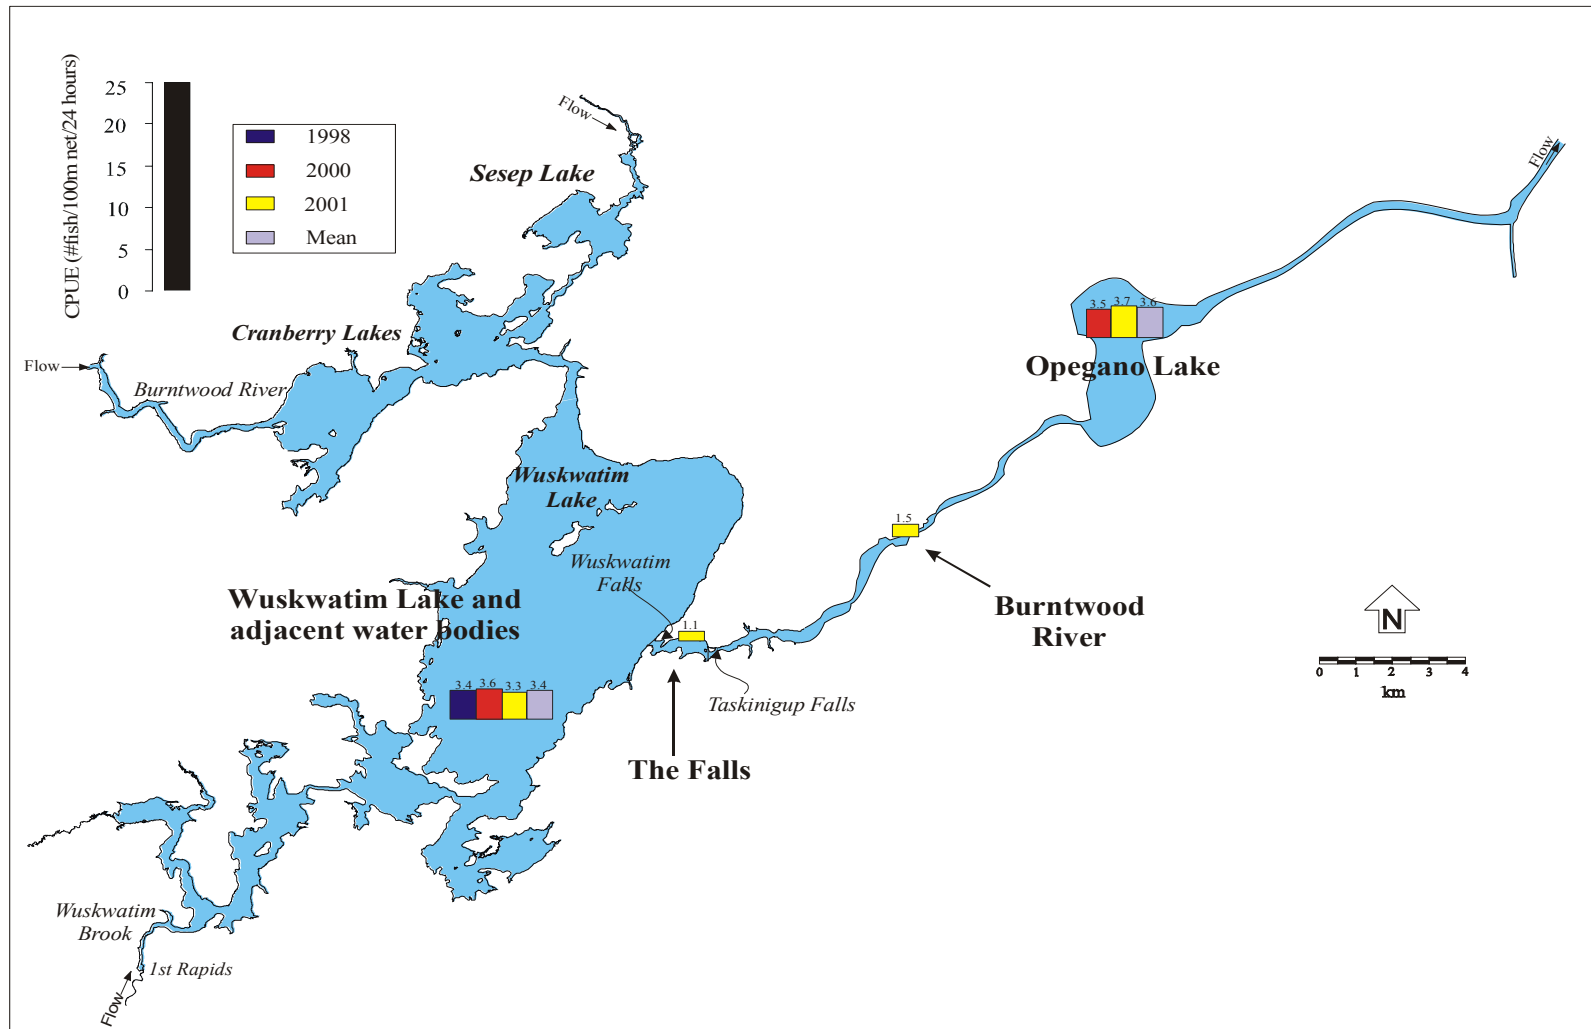 CPUE (#fish/100m net/24 hours)
25
20
15
10
5
0
1998
2000
2001
Mean
Flow
Sesep Lake
Flow
Cranberry Lakes
Flow
Burntwood River
3.5 3.7 3.6
Opegano Lake
Wuskwatim
Lake
Wuskwatim
Falls
1.5
Burntwood
River
Wuskwatim Lake and
adjacent water bodies
1.1
Taskinigup Falls
The Falls
3.4 3.6 3.3 3.4
N
0 1 2 3 4
km
Wuskwatim
Brook
1st Rapids
Flow